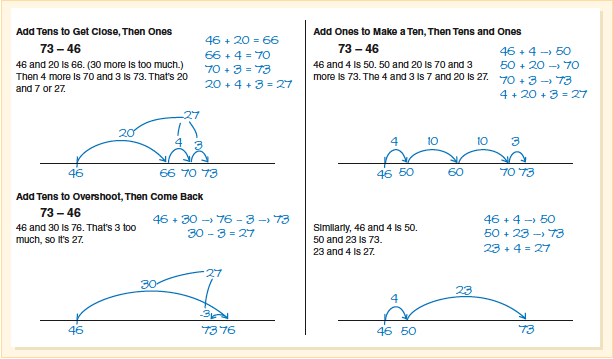 Add Tens to Get Close, Then Ones
73 – 46
46 and 20 is 66. (30 more is too much.)
Then 4 more is 70 and 3 is 73. That's 20
and 7 or 27.
46 + 20 = 66
66 + 4 = 70
70 + 3 = 73
20 + 4 + 3 = 27
27
20
4
3
46
66
70
73
Add Tens to Overshoot, Then Come Back
73 – 46
46 and 30 is 76. That's 3 too
much, so it's 27.
46 + 30 → 76 – 3 → 73
30 – 3 = 27
27
30
-3
46
73
76
Add Ones to Make a Ten, Then Tens and Ones
73 – 46
46 and 4 is 50. 50 and 20 is 70 and 3
more is 73. The 4 and 3 is 7 and 20 is 27.
46 + 4 → 50
50 + 20 → 70
70 + 3 → 73
4 + 20 + 3 = 27
4
10
10
3
46
50
60
70
73
Similarly, 46 and 4 is 50.
50 and 23 is 73.
23 and 4 is 27.
46 + 4 → 50
50 + 23 → 73
23 + 4 = 27
4
23
46
50
73